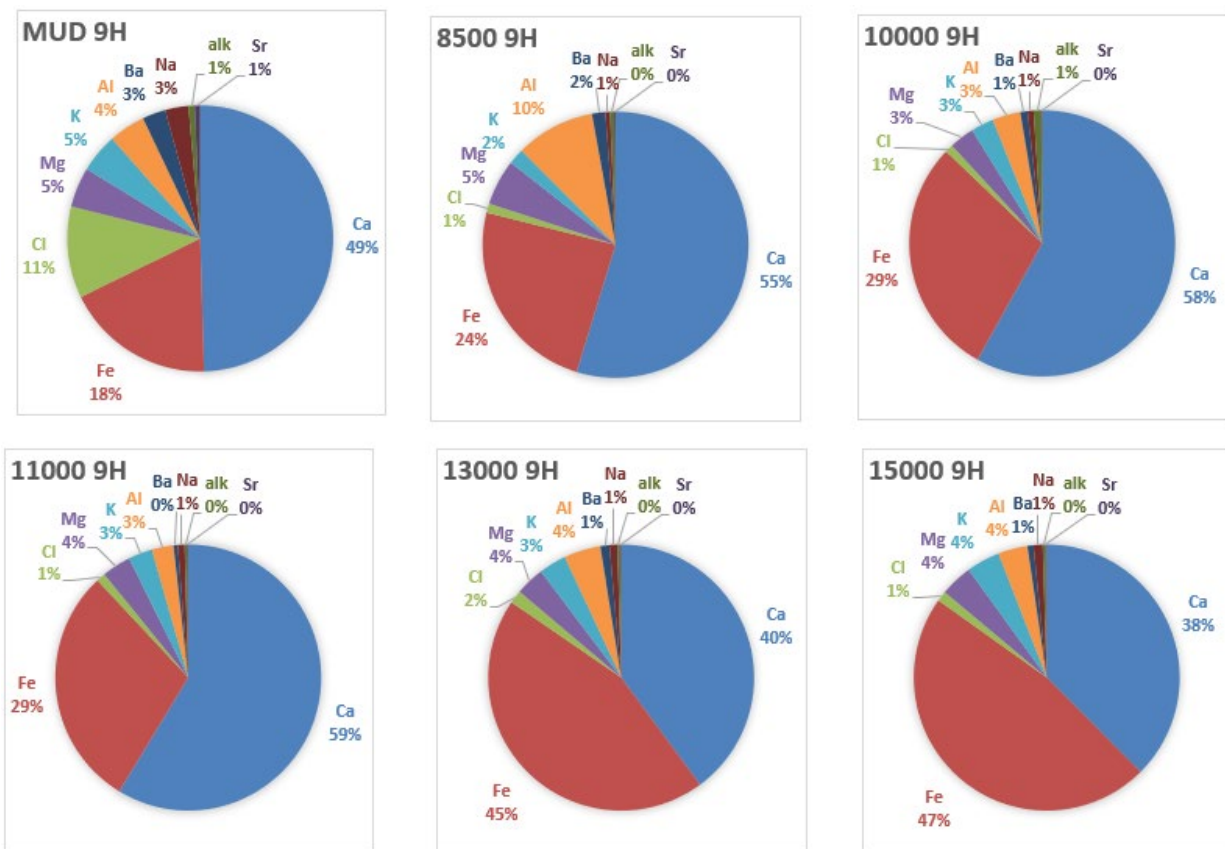 MUD 9H
alk
1%
Sr
1%
Na
3%
Ba
3%
Al
4%
K
5%
Mg
5%
Cl
11%
Fe
18%
Ca
49%
8500 9H
alk
0%
Sr
0%
Na
1%
Ba
2%
Al
10%
K
2%
Mg
5%
Cl
1%
Fe
24%
Ca
55%
10000 9H
alk
1%
Sr
0%
Na
1%
Ba
1%
Al
3%
K
3%
Mg
3%
Cl
1%
Fe
29%
Ca
58%
11000 9H
alk
0%
Sr
0%
Na
1%
Ba
0%
Al
3%
K
3%
Mg
4%
Cl
1%
Fe
29%
Ca
59%
13000 9H
alk
0%
Sr
0%
Na
1%
Ba
1%
Al
4%
K
3%
Mg
4%
Cl
2%
Fe
45%
Ca
40%
15000 9H
alk
0%
Sr
0%
Na
1%
Ba
1%
Al
4%
K
4%
Mg
4%
Cl
1%
Fe
47%
Ca
38%